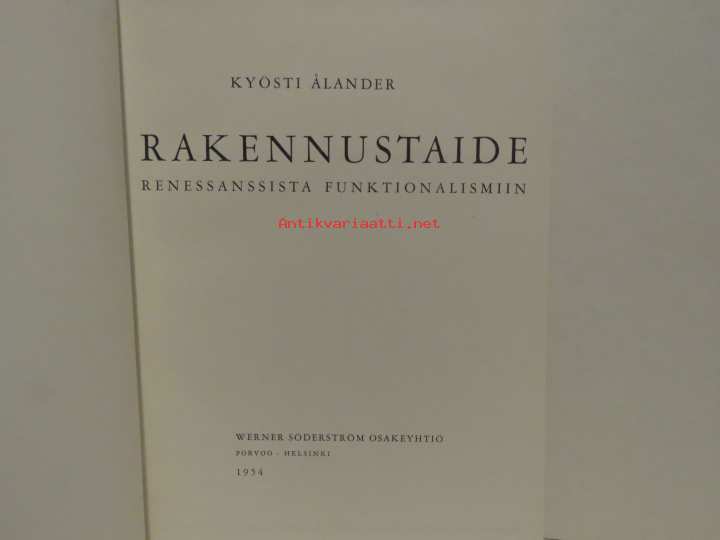 KYÖSTI ÅLANDER
RAKENNUSTAIDE
RENESSANSSISTA FUNKTIONALISMIIN
Antikvariaatti.net
WERNER SÖDERSTRÖM OSAKEYHTIÖ
PORVOO - HELSINKI
1954